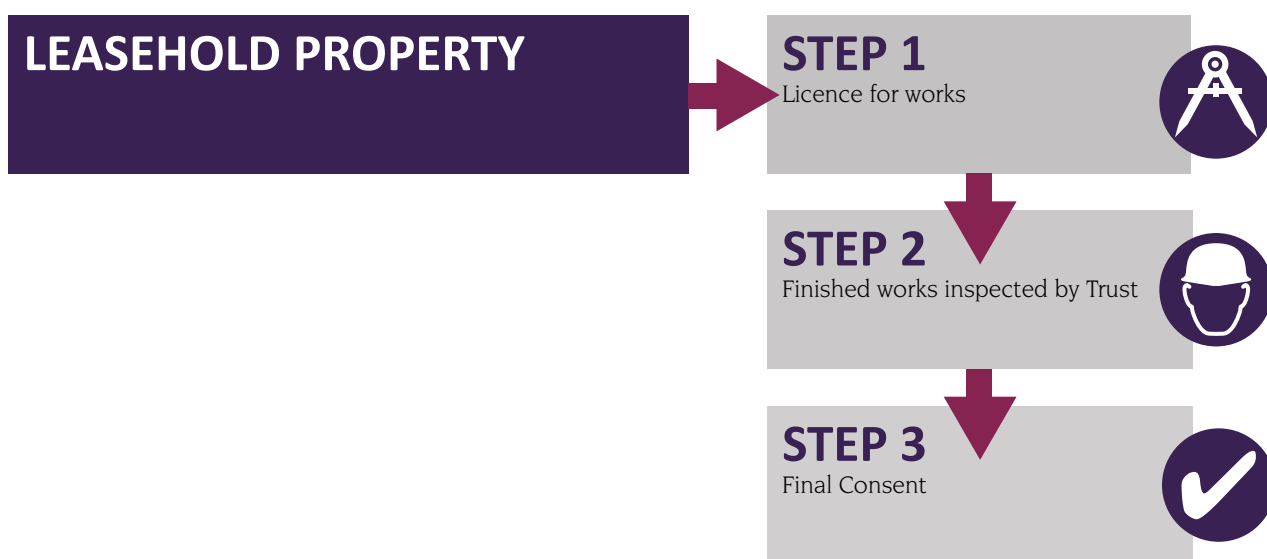 LEASEHOLD PROPERTY
STEP 1
Licence for works
STEP 2
Finished works inspected by Trust
STEP 3
Final Consent